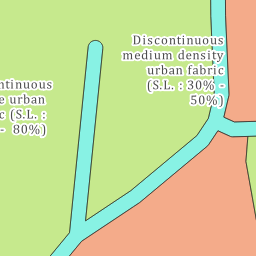 Discontinuous
medium density
urban fabric
(S.L. : 30% -
50%)
ntinuous
e urban
c (S.L. :
- 80%)